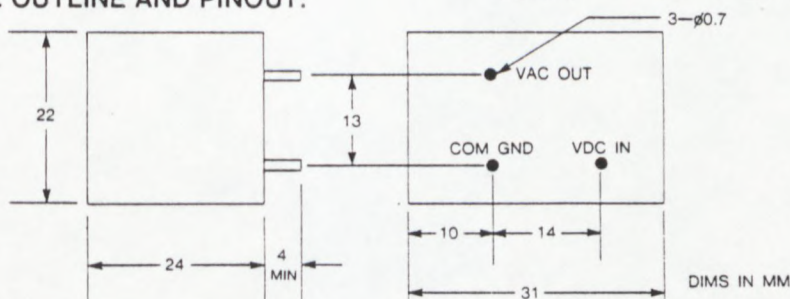 OUTLINE AND PINOUT:
3-ø0.7
VAC OUT
22
13
COM GND VDC IN
10 14
24 4
MIN
31 DIMS IN MM